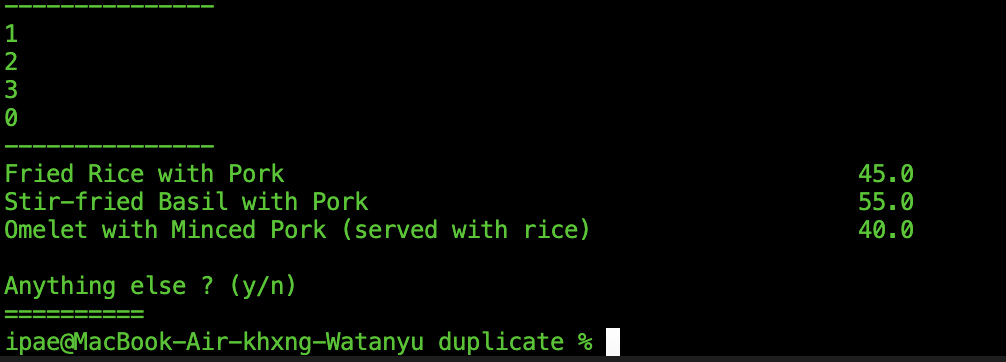 ---------------
1
2
3
0
---------------
Fried Rice with Pork 45.0
Stir-fried Basil with Pork 55.0
Omelet with Minced Pork (served with rice) 40.0
Anything else ? (y/n)
==========
ipae@MacBook-Air-khxng-Watanyu duplicate %